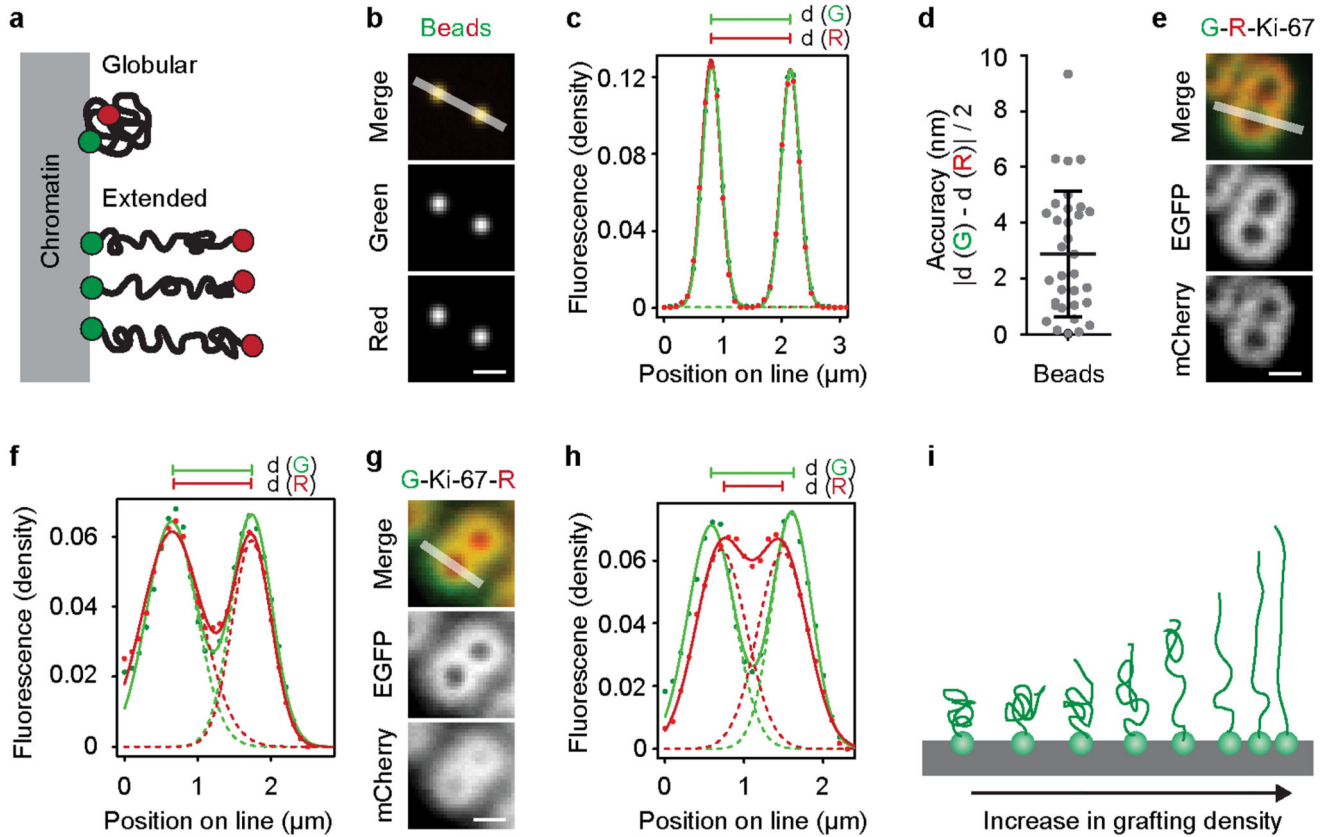 a
Globular
Extended
Chromatin
b
Beads
Merge
Green
Red
c
d (G)
d (R)
Fluorescence (density)
0.12
0.08
0.04
0
0
1
2
3
Position on line (μm)
d
Accuracy (nm)
|d (G) - d (R)| / 2
10
8
6
4
2
0
Beads
e
G-R-Ki-67
Merge
EGFP
mCherry
f
d (G)
d (R)
Fluorescence (density)
0.06
0.04
0.02
0
0
1
2
Position on line (μm)
g
G-Ki-67-R
Merge
EGFP
mCherry
h
d (G)
d (R)
Fluorescene (density)
0.06
0.04
0.02
0
0
1
2
Position on line (μm)
i
Increase in grafting density